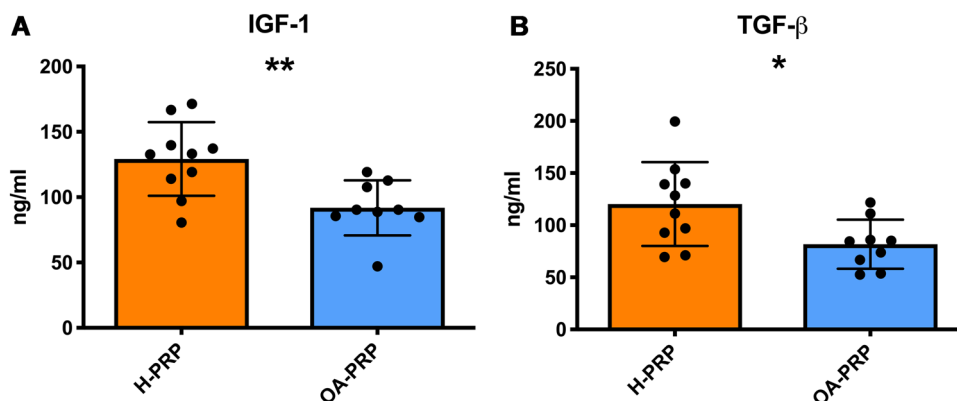 A
IGF-1
**
200
150
100
50
0
ng/ml
H-PRP
OA-PRP
B
TGF-β
*
250
200
150
100
50
0
ng/ml
H-PRP
OA-PRP